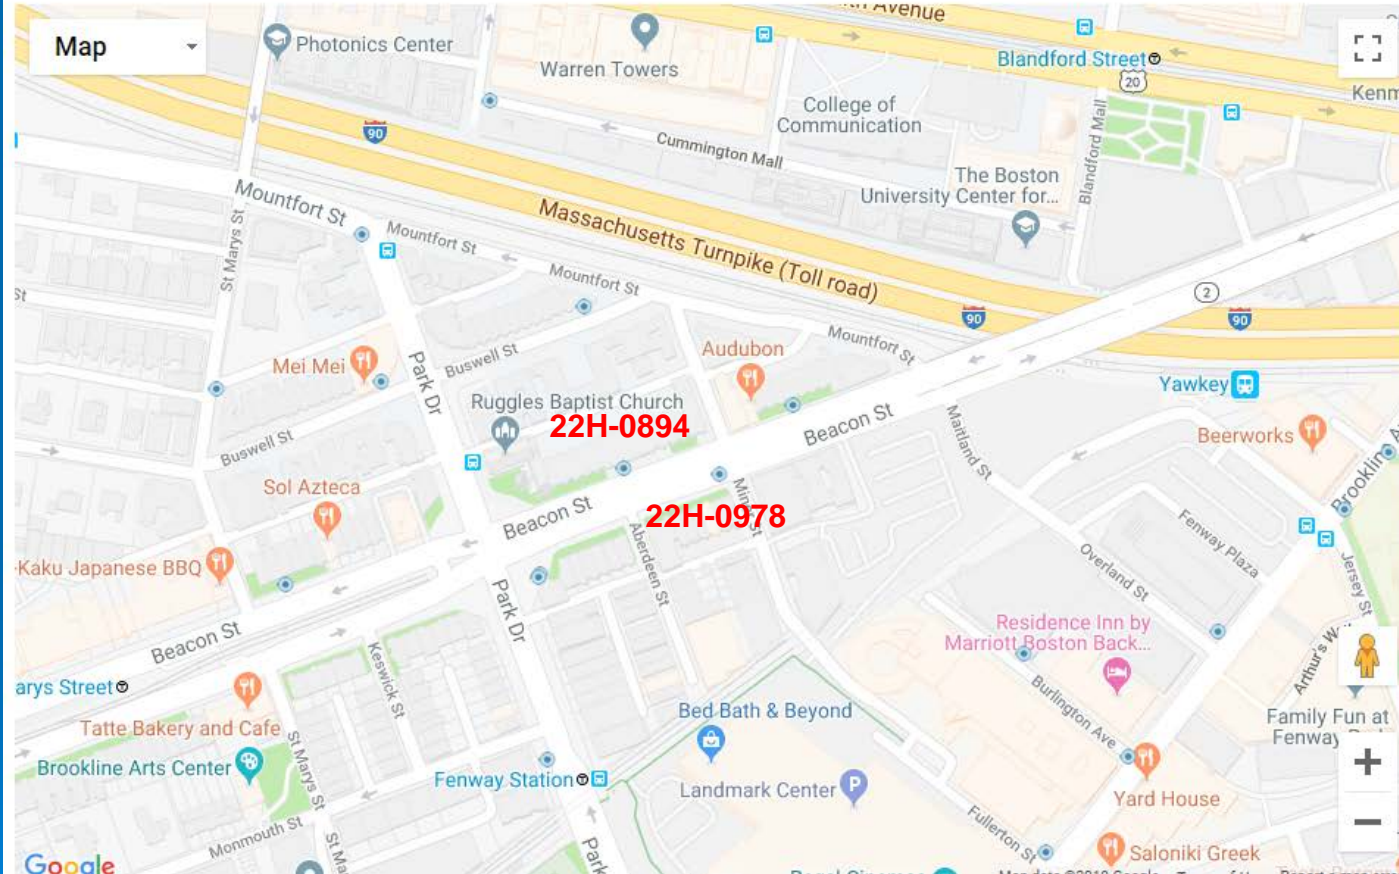 Map
Photonics Center
Warren Towers
Avenue
Blandford Street
20
College of
Communication
Cummington Mall
Blandford Mall
The Boston
University Center for...
90
Mountfort St
St Marys St
Mountfort St
Mountfort St
Massachusetts Turnpike (Toll road)
2
90
90
Mountfort St
Audubon
Mei Mei
Park Dr
Buswell St
Ruggles Baptist Church
22H-0894
Yawkey
Beerworks
Beacon St
Maitland St
Buswell St
Sol Azteca
Beacon St
22H-0978
Aberdeen St
Fenway Plaza
Overland St
Jersey St
-Kaku Japanese BBQ
Park Dr
Beacon St
Residence Inn by
Marriott Boston Back...
Keswick St
arys Street
Tatte Bakery and Cafe
Brookline Arts Center
St Marys St
Bed Bath & Beyond
Burlington Ave
Family Fun at
Fenway
Fenway Station
Landmark Center
Yard House
Monmouth St
Fullerton St
Saloniki Greek
Park
Google